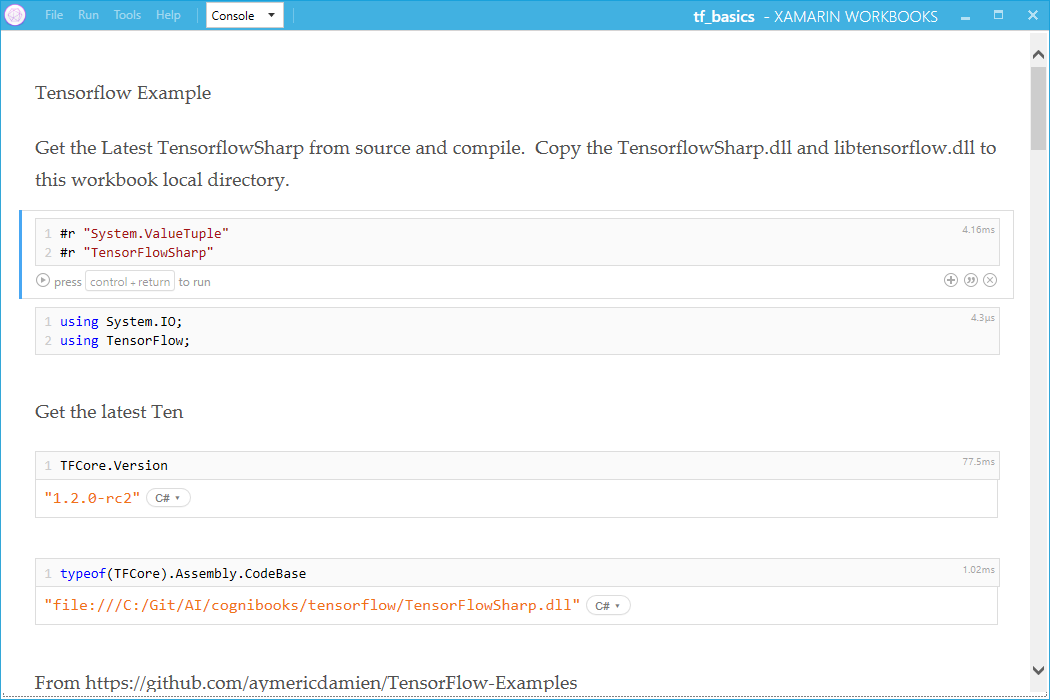 File Run Tools Help Console tf_basics – XAMARIN WORKBOOKS
Tensorflow Example
Get the Latest TensorflowSharp from source and compile. Copy the TensorflowSharp.dll and libtensorflow.dll to
this workbook local directory.
1 #r "System.ValueTuple" 4.16ms
2 #r "TensorFlowSharp"
press control + return to run
1 using System.IO; 4.3µs
2 using TensorFlow;
Get the latest Ten
1 TFCore.Version 77.5ms
"1.2.0-rc2" C#
1 typeof(TFCore).Assembly.CodeBase 1.02ms
"file:///C:/Git/AI/cognibooks/tensorflow/TensorFlowSharp.dll" C#
From https://github.com/aymericdamien/TensorFlow-Examples